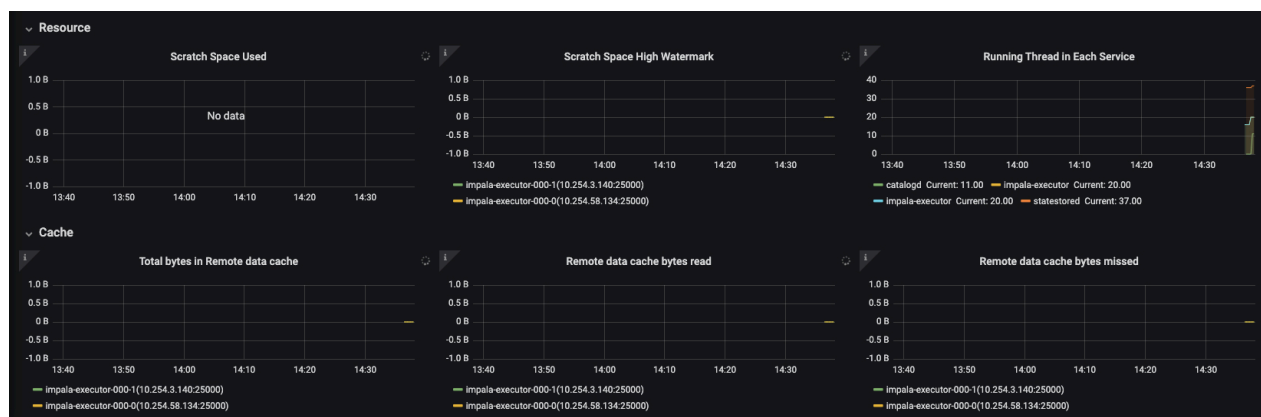 Resource
Scratch Space Used
1.0 B
0.5 B
0 B
-0.5 B
-1.0 B
No data
13:40 13:50 14:00 14:10 14:20 14:30
Scratch Space High Watermark
1.0 B
0.5 B
0 B
-0.5 B
-1.0 B
13:40 13:50 14:00 14:10 14:20 14:30
impala-executor-000-1(10.254.3.140:25000)
impala-executor-000-0(10.254.58.134:25000)
Running Thread in Each Service
40
30
20
10
0
13:40 13:50 14:00 14:10 14:20 14:30
catalogd Current: 11.00 impala-executor Current: 20.00
impala-executor Current: 20.00 statestored Current: 37.00
Cache
Total bytes in Remote data cache
1.0 B
0.5 B
0 B
-0.5 B
-1.0 B
13:40 13:50 14:00 14:10 14:20 14:30
impala-executor-000-1(10.254.3.140:25000)
impala-executor-000-0(10.254.58.134:25000)
Remote data cache bytes read
1.0 B
0.5 B
0 B
-0.5 B
-1.0 B
13:40 13:50 14:00 14:10 14:20 14:30
impala-executor-000-1(10.254.3.140:25000)
impala-executor-000-0(10.254.58.134:25000)
Remote data cache bytes missed
1.0 B
0.5 B
0 B
-0.5 B
-1.0 B
13:40 13:50 14:00 14:10 14:20 14:30
impala-executor-000-1(10.254.3.140:25000)
impala-executor-000-0(10.254.58.134:25000)